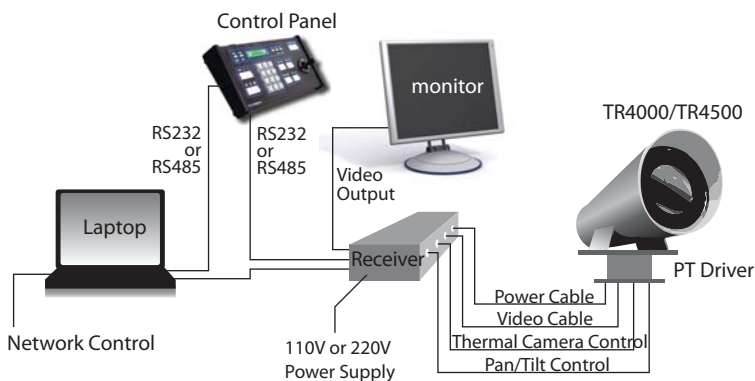 Control Panel
monitor
TR4000/TR4500
RS232
or
RS485
RS232
or
RS485
Video
Output
Laptop
Receiver
PT Driver
Power Cable
Video Cable
Thermal Camera Control
Pan/Tilt Control
Network Control
110V or 220V
Power Supply